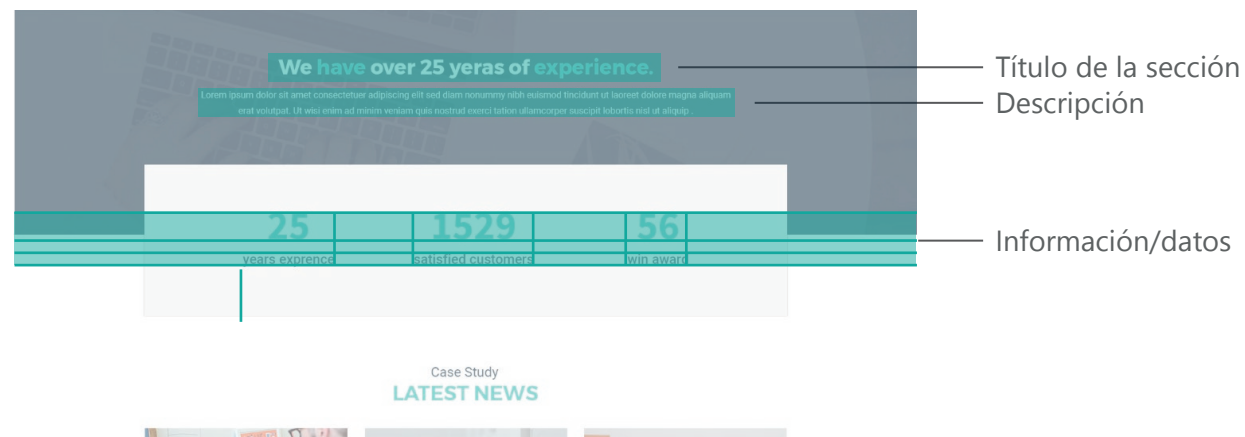 We have over 25 yeras of experience.
Título de la sección
Lorem ipsum dolor sit amet consectetuer adipiscing elit sed diam nonummy nibh euismod tincidunt ut laoreet dolore magna aliquam
Descripción
erat volutpat. Ut wisi enim ad minim veniam quis nostrud exerci tation ullamcorper suscipit lobortis nisl ut aliquip .
25 1529 56
Información/datos
years exprence satisfied customers win award
Case Study
LATEST NEWS